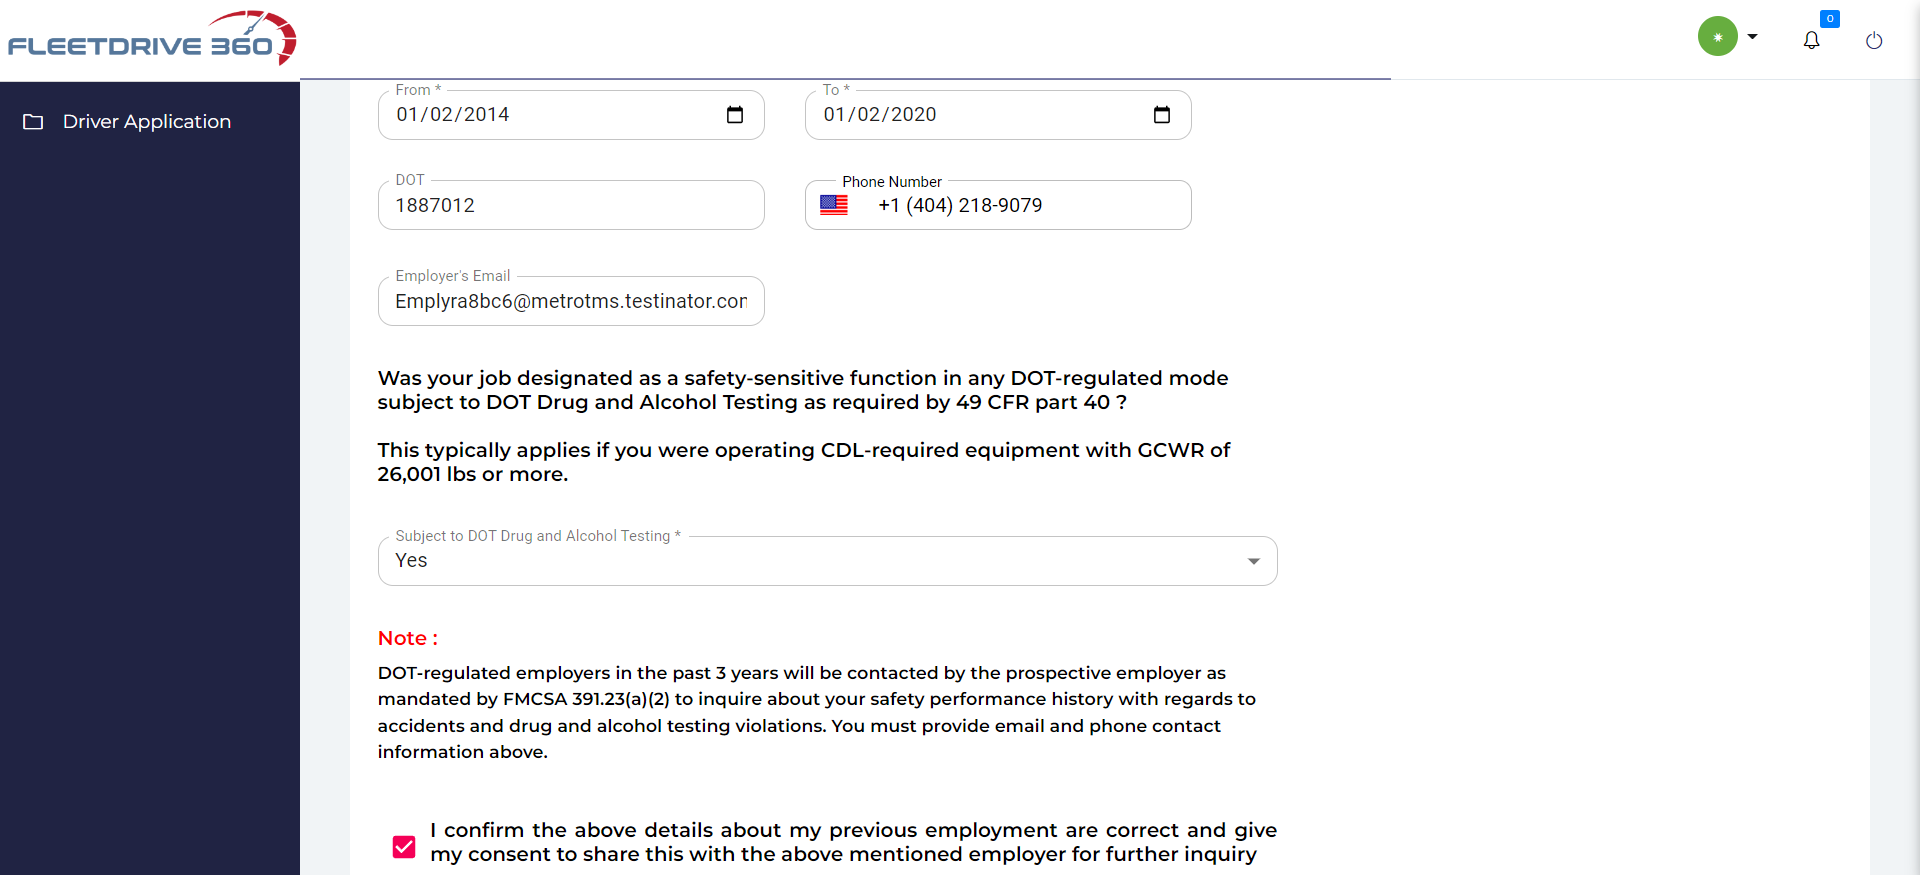 FLEETDRIVE 360
0
Driver Application
From *
To *
01/02/2014
01/02/2020
DOT
Phone Number
1887012
+1 (404) 218-9079
Employer's Email
Emplyra8bc6@metrotms.testinator.con
Was your job designated as a safety-sensitive function in any DOT-regulated mode
subject to DOT Drug and Alcohol Testing as required by 49 CFR part 40 ?
This typically applies if you were operating CDL-required equipment with GCWR of
26,001 lbs or more.
Subject to DOT Drug and Alcohol Testing *
Yes
Note :
DOT-regulated employers in the past 3 years will be contacted by the prospective employer as
mandated by FMCSA 391.23(a)(2) to inquire about your safety performance history with regards to
accidents and drug and alcohol testing violations. You must provide email and phone contact
information above.
I confirm the above details about my previous employment are correct and give
my consent to share this with the above mentioned employer for further inquiry